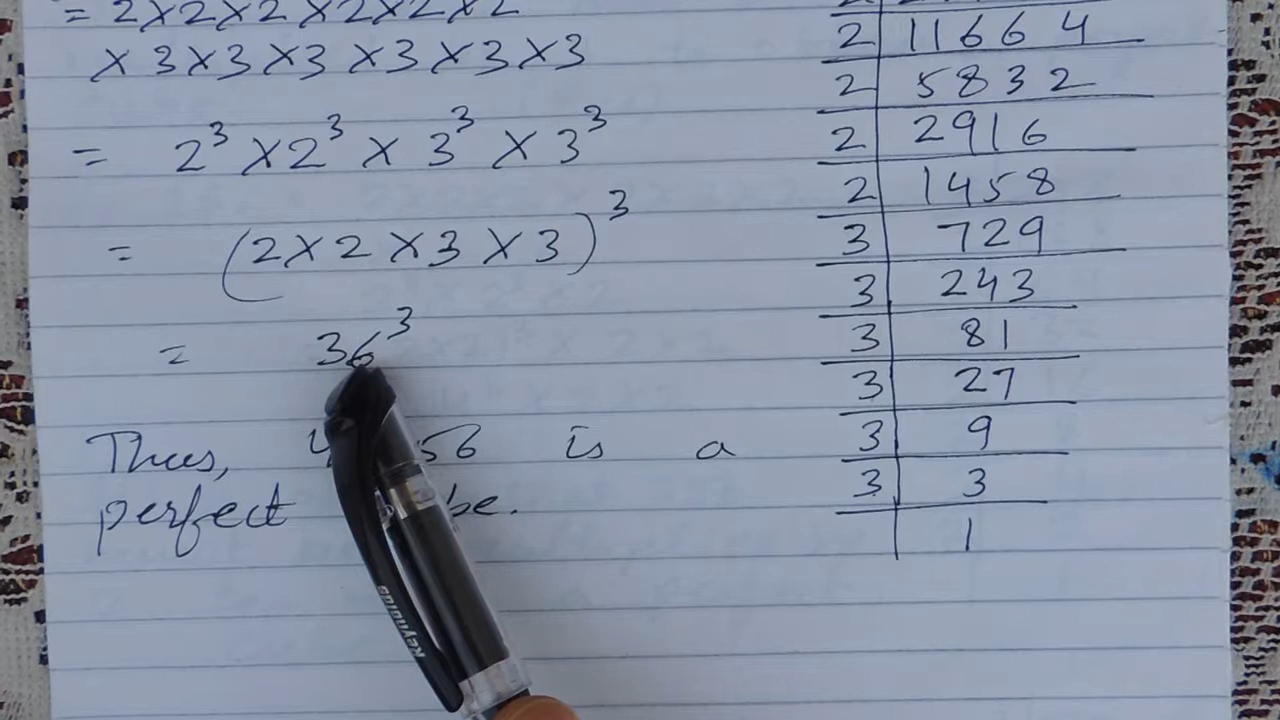 = 2×2×2×2×2×2
× 3×3×3×3×3×3
= 2³ × 2³ × 3³ × 3³
= (2×2×3×3)³
= 36³
Thus, 56 is a
perfect be.
2 | 11664
2 | 5832
2 | 2916
2 | 1458
3 | 729
3 | 243
3 | 81
3 | 27
3 | 9
3 | 3
| 1
Reynolds